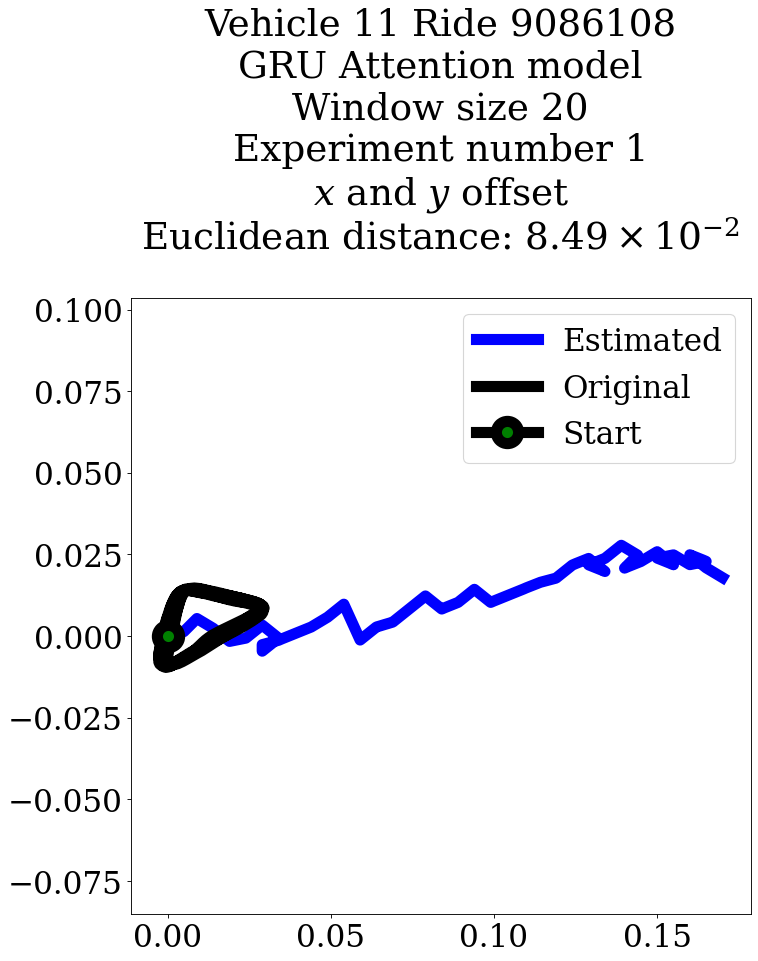 Vehicle 11 Ride 9086108
GRU Attention model
Window size 20
Experiment number 1
x and y offset
Euclidean distance: 8.49 × 10⁻²
Estimated
Original
Start
0.100
0.075
0.050
0.025
0.000
−0.025
−0.050
−0.075
0.00 0.05 0.10 0.15